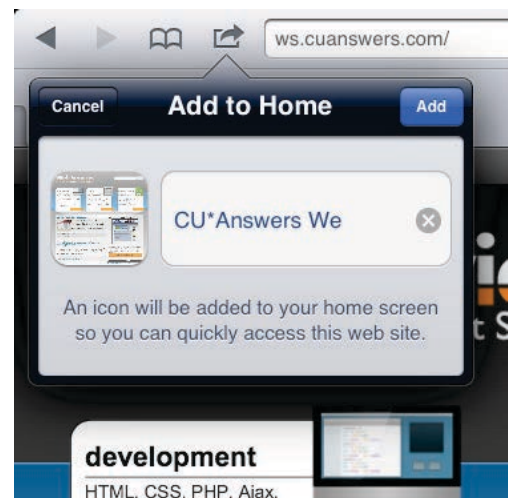 ws.cuanswers.com/
Cancel
Add to Home
Add
CU*Answers We
An icon will be added to your home screen
so you can quickly access this web site.
development
HTML, CSS, PHP, Ajax,